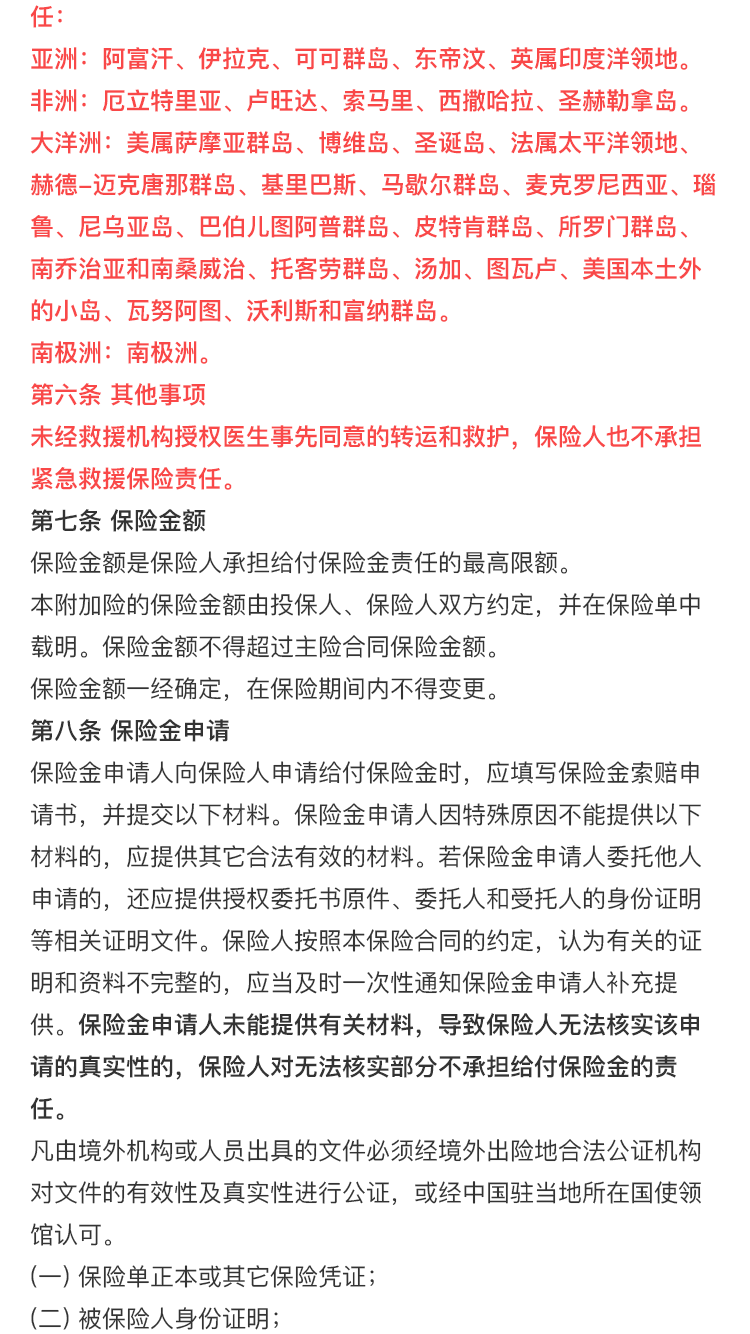 任：
亚洲：阿富汗、伊拉克、可可群岛、东帝汶、英属印度洋领地。
非洲：厄立特里亚、卢旺达、索马里、西撒哈拉、圣赫勒拿岛。
大洋洲：美属萨摩亚群岛、博维岛、圣诞岛、法属太平洋领地、
赫德-迈克唐那群岛、基里巴斯、马歇尔群岛、麦克罗尼西亚、瑙
鲁、尼乌亚岛、巴伯儿图阿普群岛、皮特肯群岛、所罗门群岛、
南乔治亚和南桑威治、托客劳群岛、汤加、图瓦卢、美国本土外
的小岛、瓦努阿图、沃利斯和富纳群岛。
南极洲：南极洲。
第六条 其他事项
未经救援机构授权医生事先同意的转运和救护，保险人也不承担
紧急救援保险责任。
第七条 保险金额
保险金额是保险人承担给付保险金责任的最高限额。
本附加险的保险金额由投保人、保险人双方约定，并在保险单中
载明。保险金额不得超过主险合同保险金额。
保险金额一经确定，在保险期间内不得变更。
第八条 保险金申请
保险金申请人向保险人申请给付保险金时，应填写保险金索赔申
请书，并提交以下材料。保险金申请人因特殊原因不能提供以下
材料的，应提供其它合法有效的材料。若保险金申请人委托他人
申请的，还应提供授权委托书原件、委托人和受托人的身份证明
等相关证明文件。保险人按照本保险合同的约定，认为有关的证
明和资料不完整的，应当及时一次性通知保险金申请人补充提
供。保险金申请人未能提供有关材料，导致保险人无法核实该申
请的真实性的，保险人对无法核实部分不承担给付保险金的责
任。
凡由境外机构或人员出具的文件必须经境外出险地合法公证机构
对文件的有效性及真实性进行公证，或经中国驻当地所在国使领
馆认可。
(一) 保险单正本或其它保险凭证；
(二) 被保险人身份证明；